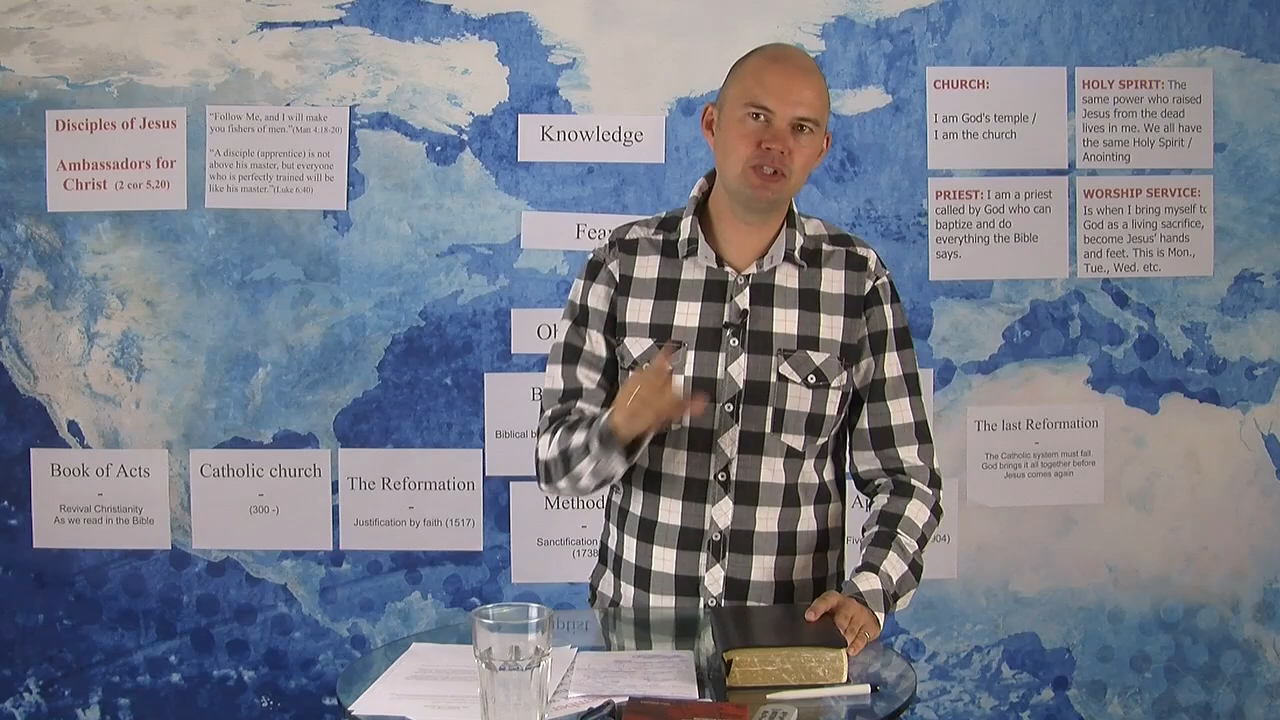 Disciples of Jesus
Ambassadors for
Christ (2 cor 5,20)
"Follow Me, and I will make
you fishers of men."(Matt 4:18-20)
"A disciple (apprentice) is not
above his master, but everyone
who is perfectly trained will be
like his master."(Luke 6:40)
Knowledge
CHURCH:
I am God's temple /
I am the church
HOLY SPIRIT: The
same power who raised
Jesus from the dead
lives in me. We all have
the same Holy Spirit /
Anointing
PRIEST: I am a priest
called by God who can
baptize and do
everything the Bible
says.
WORSHIP SERVICE:
Is when I bring myself to
God as a living sacrifice,
become Jesus' hands
and feet. This is Mon.,
Tue., Wed. etc.
Book of Acts
-
Revival Christianity
As we read in the Bible
Catholic church
-
(300 -)
The Reformation
-
Justification by faith (1517)
Biblical b
Method
-
Sanctification
(1738
Ap
Five
904)
The last Reformation
-
The Catholic system must fall.
God brings it all together before
Jesus comes again